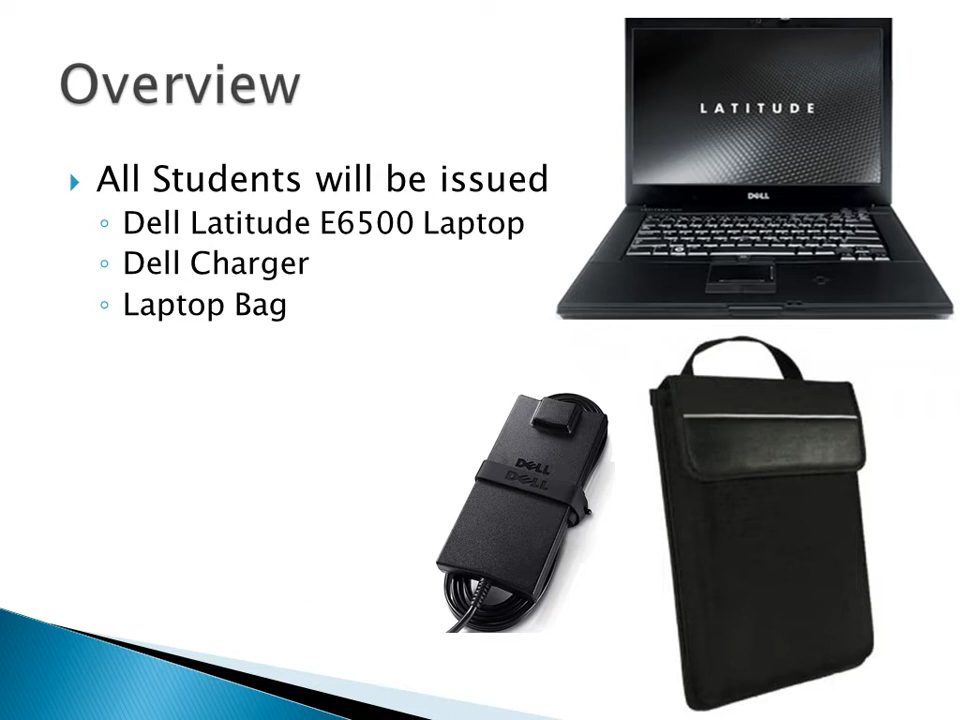 Overview
All Students will be issued
Dell Latitude E6500 Laptop
Dell Charger
Laptop Bag
LATITUDE
DELL
DELL
DELL